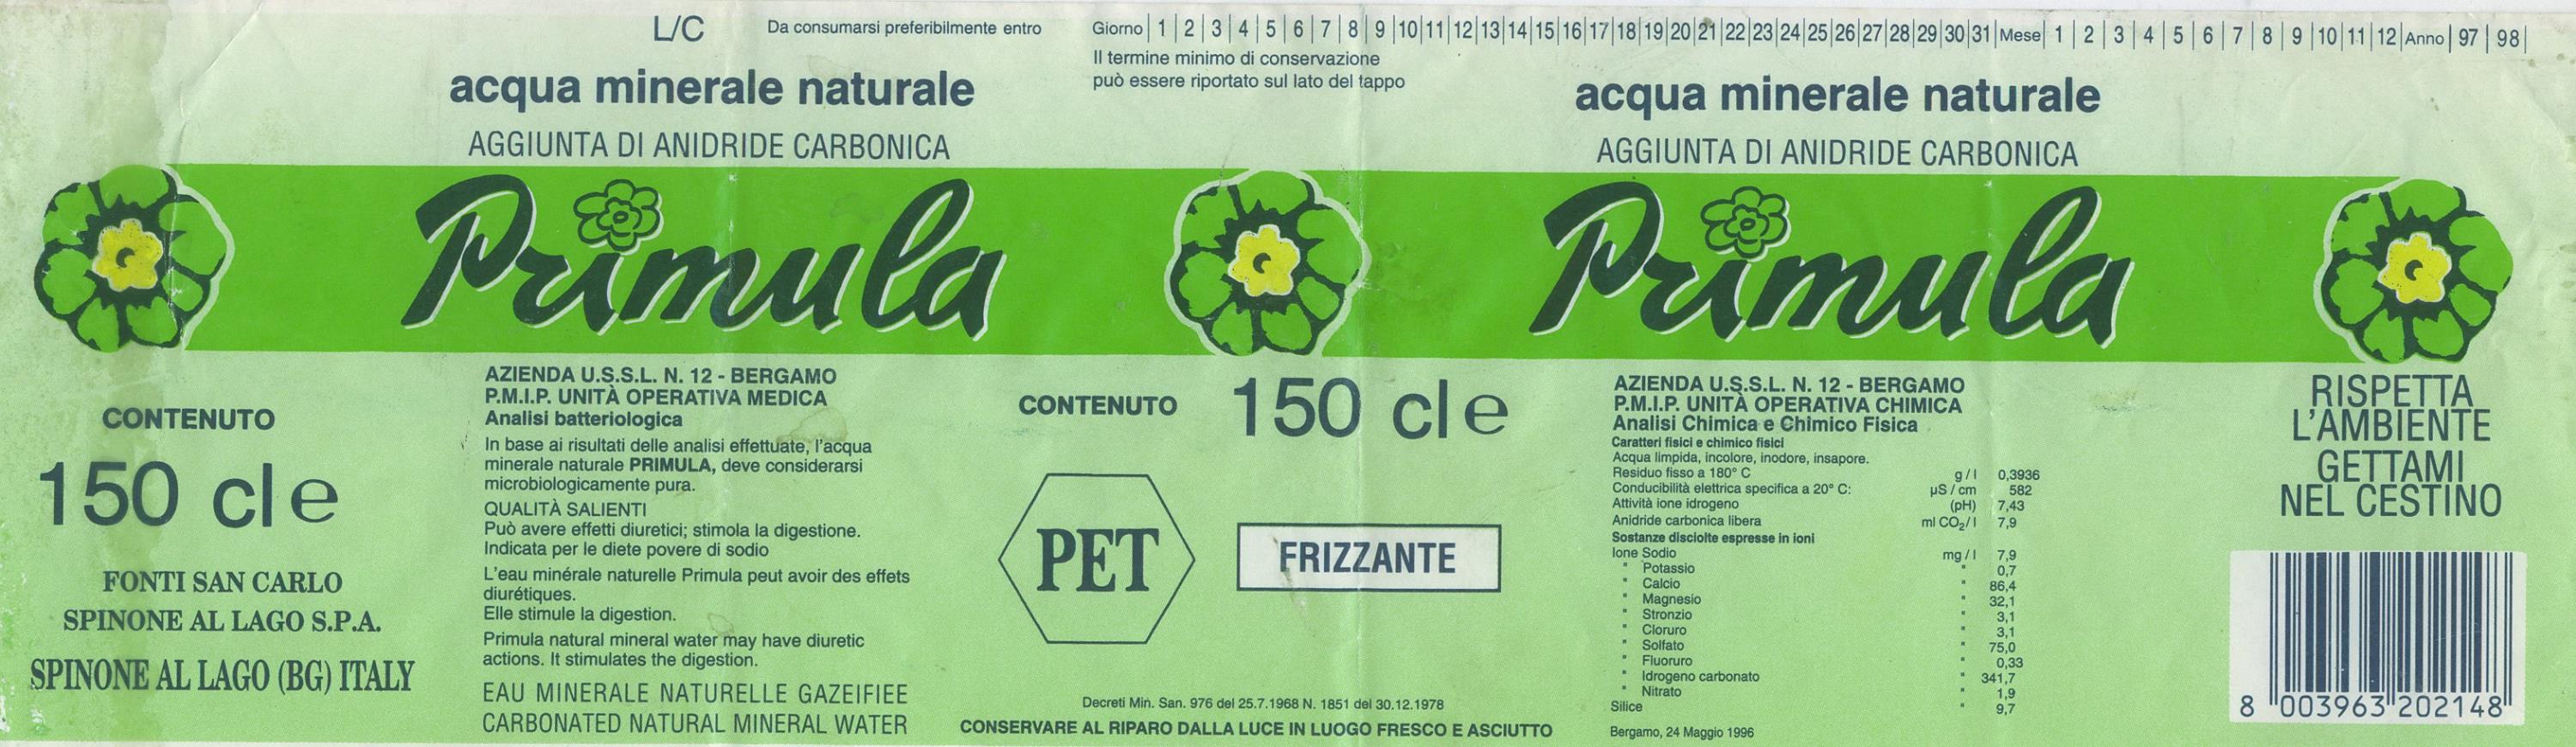 L/C Da consumarsi preferibilmente entro Giorno | 1 | 2 | 3 | 4 | 5 | 6 | 7 | 8 | 9 |10|11|12|13|14|15|16|17|18|19|20|21|22|23|24|25|26|27|28|29|30|31| Mese| 1 | 2 | 3 | 4 | 5 | 6 | 7 | 8 | 9 |10|11|12|Anno| 97 | 98|
Il termine minimo di conservazione
può essere riportato sul lato del tappo
acqua minerale naturale
AGGIUNTA DI ANIDRIDE CARBONICA
Primula
acqua minerale naturale
AGGIUNTA DI ANIDRIDE CARBONICA
Primula
CONTENUTO
150 cl e
FONTI SAN CARLO
SPINONE AL LAGO S.P.A.
SPINONE AL LAGO (BG) ITALY
AZIENDA U.S.S.L. N. 12 - BERGAMO
P.M.I.P. UNITÀ OPERATIVA MEDICA
Analisi batteriologica
In base ai risultati delle analisi effettuate, l'acqua
minerale naturale PRIMULA, deve considerarsi
microbiologicamente pura.
QUALITÀ SALIENTI
Può avere effetti diuretici; stimola la digestione.
Indicata per le diete povere di sodio
L'eau minérale naturelle Primula peut avoir des effets
diurétiques.
Elle stimule la digestion.
Primula natural mineral water may have diuretic
actions. It stimulates the digestion.
EAU MINERALE NATURELLE GAZEIFIEE
CARBONATED NATURAL MINERAL WATER
CONTENUTO 150 cl e
PET
FRIZZANTE
Decreti Min. San. 976 del 25.7.1968 N. 1851 del 30.12.1978
CONSERVARE AL RIPARO DALLA LUCE IN LUOGO FRESCO E ASCIUTTO
AZIENDA U.S.S.L. N. 12 - BERGAMO
P.M.I.P. UNITÀ OPERATIVA CHIMICA
Analisi Chimica e Chimico Fisica
Caratteri fisici e chimico fisici
Acqua limpida, incolore, inodore, insapore.
Residuo fisso a 180° C g/l 0,3936
Conducibilità elettrica specifica a 20° C: µS/cm 582
Attività ione idrogeno (pH) 7,43
Anidride carbonica libera ml CO₂/l 7,9
Sostanze disciolte espresse in ioni
Ione Sodio mg/l 7,9
" Potassio " 0,7
" Calcio " 86,4
" Magnesio " 32,1
" Stronzio " 3,1
" Cloruro " 3,1
" Solfato " 75,0
" Fluoruro " 0,33
" Idrogeno carbonato " 341,7
" Nitrato " 1,9
Silice " 9,7
Bergamo, 24 Maggio 1996
RISPETTA
L'AMBIENTE
GETTAMI
NEL CESTINO
8 003963 202148